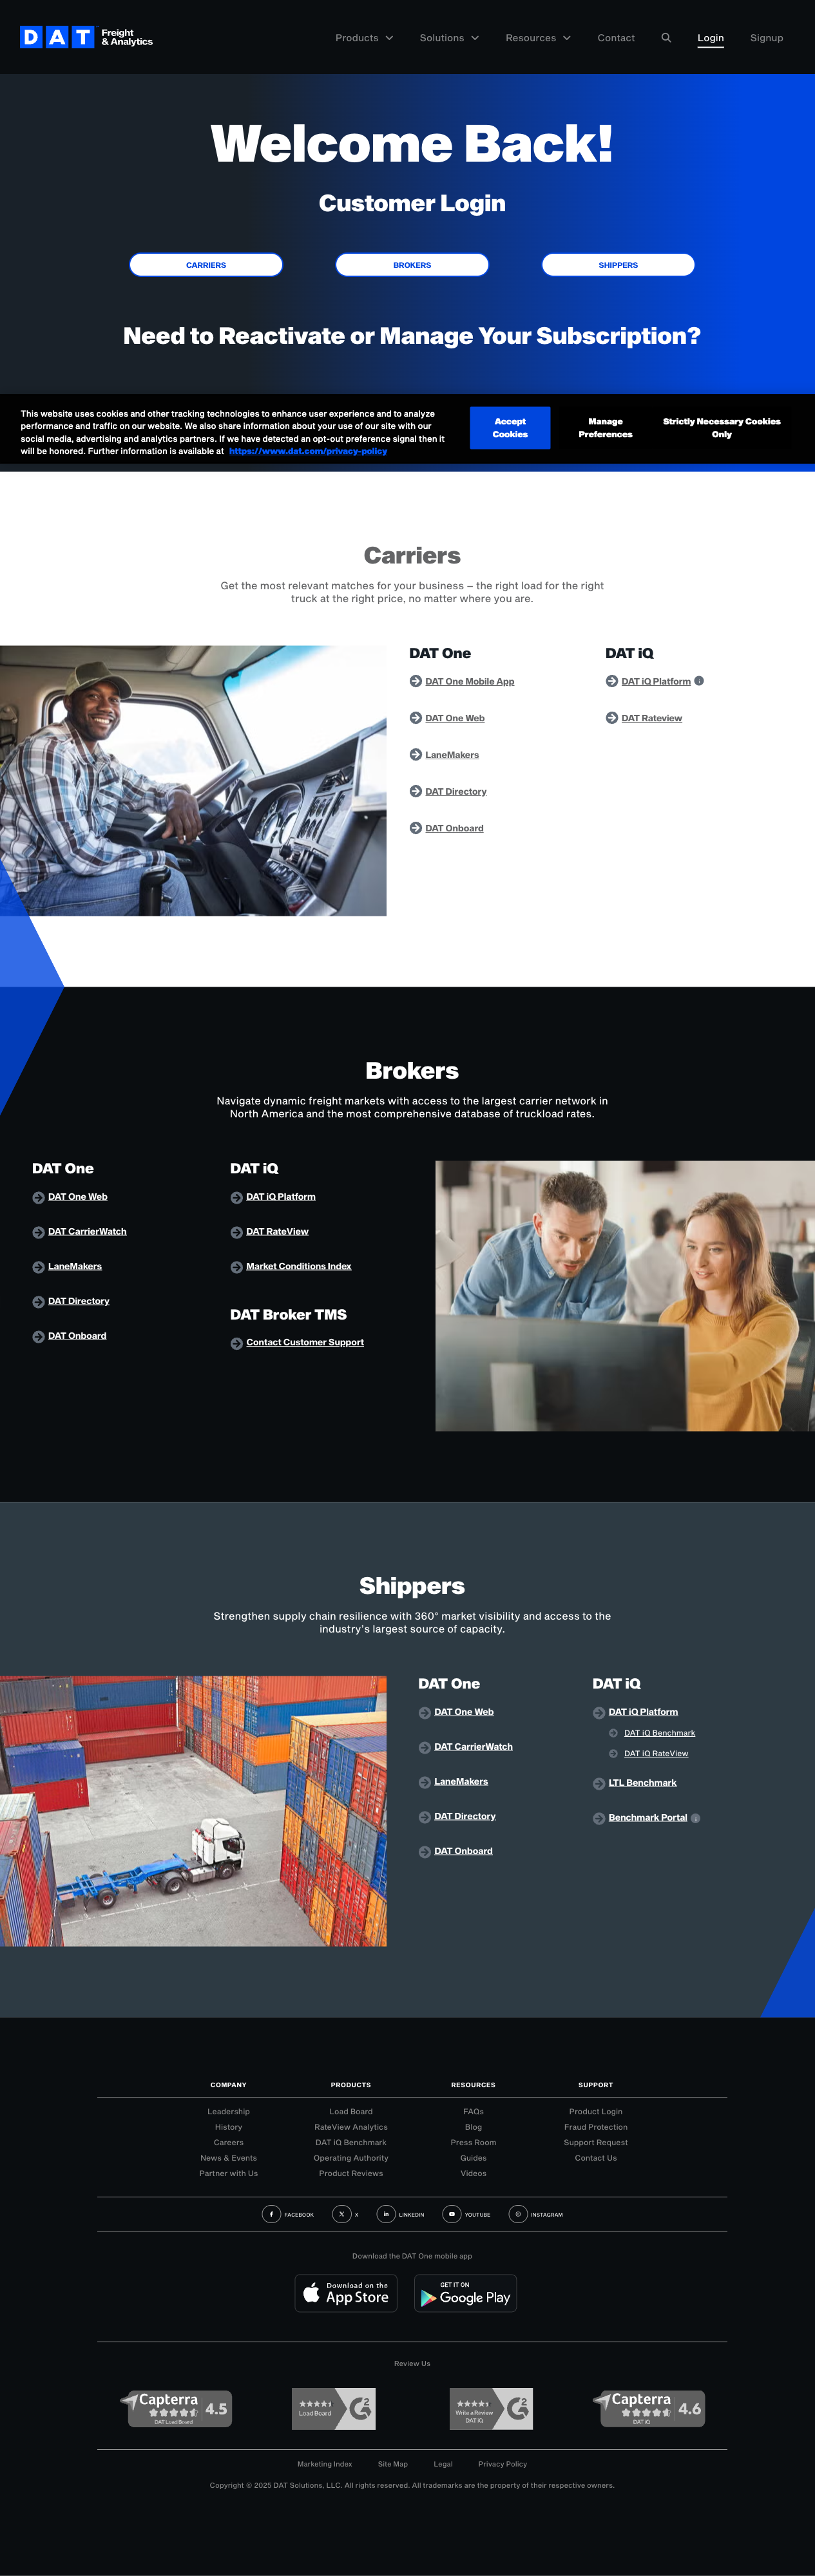 DAT Freight
& Analytics
Products
Solutions
Resources
Contact
Login
Signup
Welcome Back!
Customer Login
CARRIERS
BROKERS
SHIPPERS
Need to Reactivate or Manage Your Subscription?
This website uses cookies and other tracking technologies to enhance user experience and to analyze
performance and traffic on our website. We also share information about your use of our site with our
social media, advertising and analytics partners. If we have detected an opt-out preference signal then it
will be honored. Further information is available at https://www.dat.com/privacy-policy
Accept
Cookies
Manage
Preferences
Strictly Necessary Cookies
Only
Carriers
Get the most relevant matches for your business – the right load for the right
truck at the right price, no matter where you are.
DAT One
DAT One Mobile App
DAT One Web
LaneMakers
DAT Directory
DAT Onboard
DAT iQ
DAT iQ Platform
DAT Rateview
Brokers
Navigate dynamic freight markets with access to the largest carrier network in
North America and the most comprehensive database of truckload rates.
DAT One
DAT One Web
DAT CarrierWatch
LaneMakers
DAT Directory
DAT Onboard
DAT iQ
DAT iQ Platform
DAT RateView
Market Conditions Index
DAT Broker TMS
Contact Customer Support
Shippers
Strengthen supply chain resilience with 360° market visibility and access to the
industry's largest source of capacity.
DAT One
DAT One Web
DAT CarrierWatch
LaneMakers
DAT Directory
DAT Onboard
DAT iQ
DAT iQ Platform
DAT iQ Benchmark
DAT iQ RateView
LTL Benchmark
Benchmark Portal
COMPANY
Leadership
History
Careers
News & Events
Partner with Us
PRODUCTS
Load Board
RateView Analytics
DAT iQ Benchmark
Operating Authority
Product Reviews
RESOURCES
FAQs
Blog
Press Room
Guides
Videos
SUPPORT
Product Login
Fraud Protection
Support Request
Contact Us
FACEBOOK
X
LINKEDIN
YOUTUBE
INSTAGRAM
Download the DAT One mobile app
Download on the
App Store
GET IT ON
Google Play
Review Us
Capterra
4.5
DAT Load Board
Load Board
G2
Write a Review
DAT iQ
G2
Capterra
4.6
DAT iQ
Marketing Index
Site Map
Legal
Privacy Policy
Copyright © 2025 DAT Solutions, LLC. All rights reserved. All trademarks are the property of their respective owners.